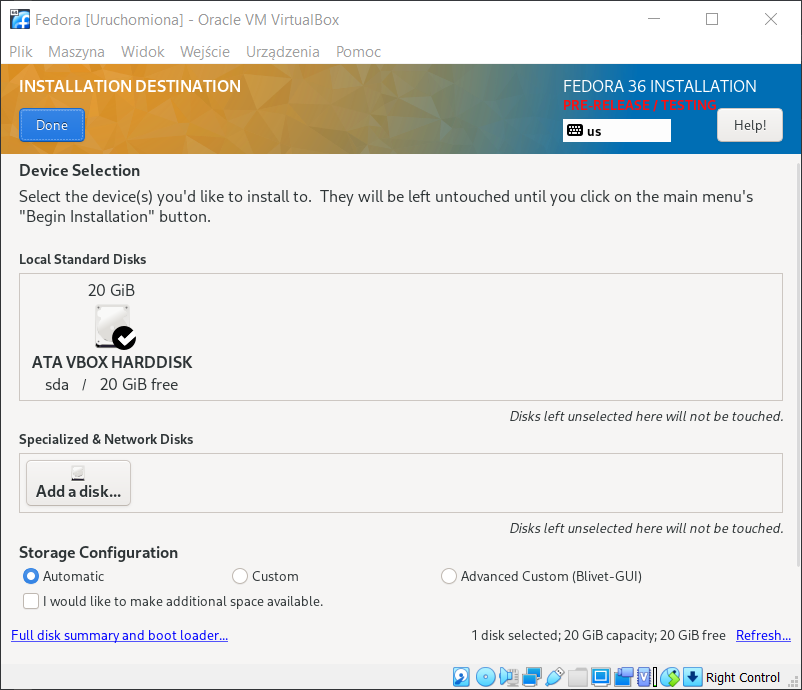 Fedora [Uruchomiona] - Oracle VM VirtualBox
Plik Maszyna Widok Wejście Urządzenia Pomoc
INSTALLATION DESTINATION
FEDORA 36 INSTALLATION
PRE-RELEASE / TESTING
Done
us
Help!
Device Selection
Select the device(s) you'd like to install to.  They will be left untouched until you click on the main menu's
"Begin Installation" button.
Local Standard Disks
20 GiB
ATA VBOX HARDDISK
sda / 20 GiB free
Disks left unselected here will not be touched.
Specialized & Network Disks
Add a disk...
Disks left unselected here will not be touched.
Storage Configuration
Automatic Custom Advanced Custom (Blivet-GUI)
I would like to make additional space available.
Full disk summary and boot loader... 1 disk selected; 20 GiB capacity; 20 GiB free Refresh...
Right Control